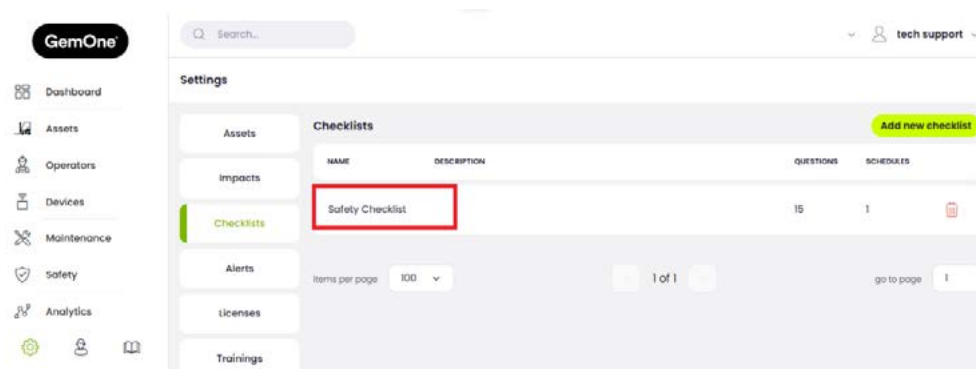 GemOne
Search...
tech support
Settings
Dashboard
Assets
Operators
Devices
Maintenance
Safety
Analytics
Assets
Impacts
Checklists
Alerts
Licenses
Trainings
Checklists
Add new checklist
NAME DESCRIPTION QUESTIONS SCHEDULES
Safety Checklist 15 1
Items per page 100 1 of 1 go to page 1